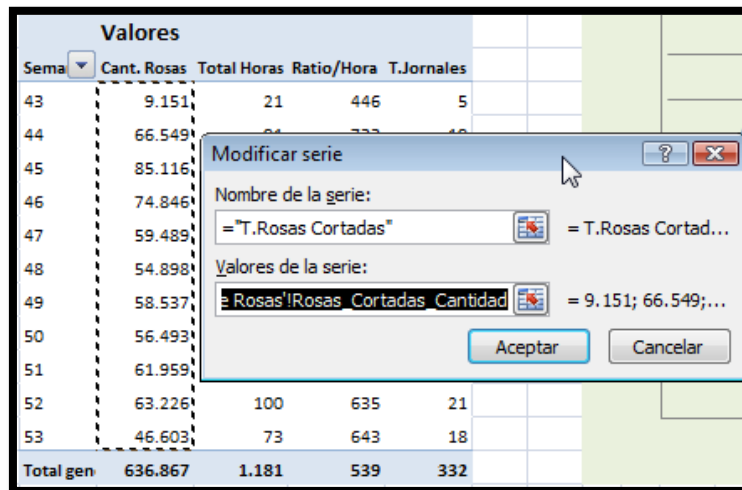 Valores
Sema Cant. Rosas Total Horas Ratio/Hora T.Jornales
43 9.151 21 446 5
44 66.549
45 85.116
46 74.846
47 59.489
48 54.898
49 58.537
50 56.493
51 61.959
52 63.226 100 635 21
53 46.603 73 643 18
Total gen 636.867 1.181 539 332
Modificar serie
Nombre de la serie:
="T.Rosas Cortadas" = T.Rosas Cortad...
Valores de la serie:
e Rosas'!Rosas_Cortadas_Cantidad = 9.151; 66.549;...
Aceptar Cancelar